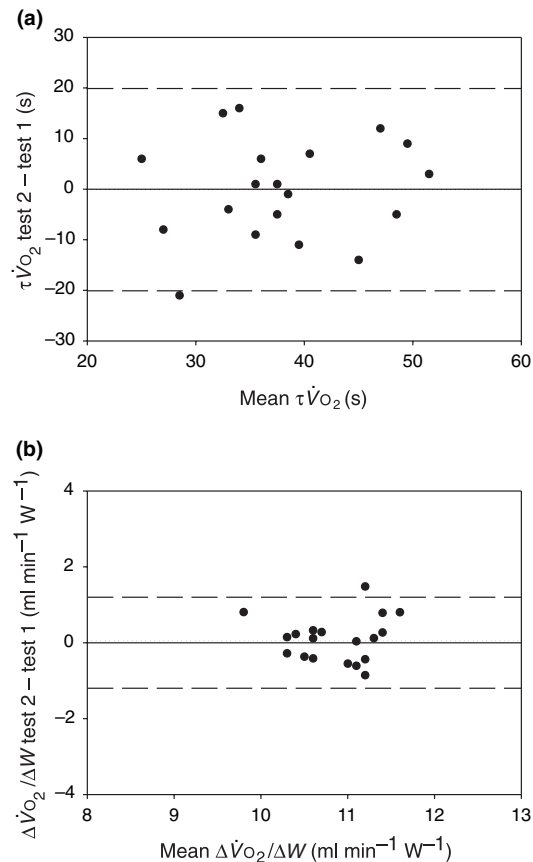 (a)
30
20
10
0
−10
−20
−30
20 30 40 50 60
τV̇O₂ test 2 – test 1 (s)
Mean τV̇O₂ (s)
(b)
4
2
0
−2
−4
8 9 10 11 12 13
ΔV̇O₂/ΔW test 2 – test 1 (ml min⁻¹ W⁻¹)
Mean ΔV̇O₂/ΔW (ml min⁻¹ W⁻¹)